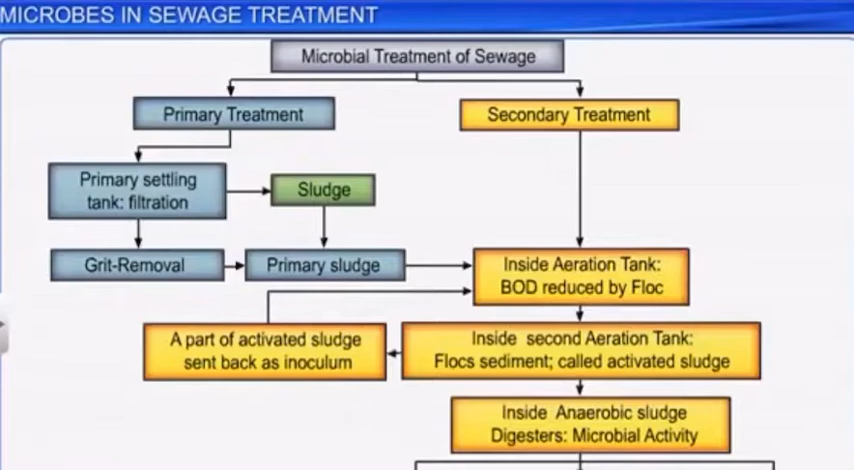 MICROBES IN SEWAGE TREATMENT
Microbial Treatment of Sewage
Primary Treatment
Secondary Treatment
Primary settling
tank: filtration
Sludge
Grit-Removal
Primary sludge
Inside Aeration Tank:
BOD reduced by Floc
A part of activated sludge
sent back as inoculum
Inside second Aeration Tank:
Flocs sediment; called activated sludge
Inside Anaerobic sludge
Digesters: Microbial Activity